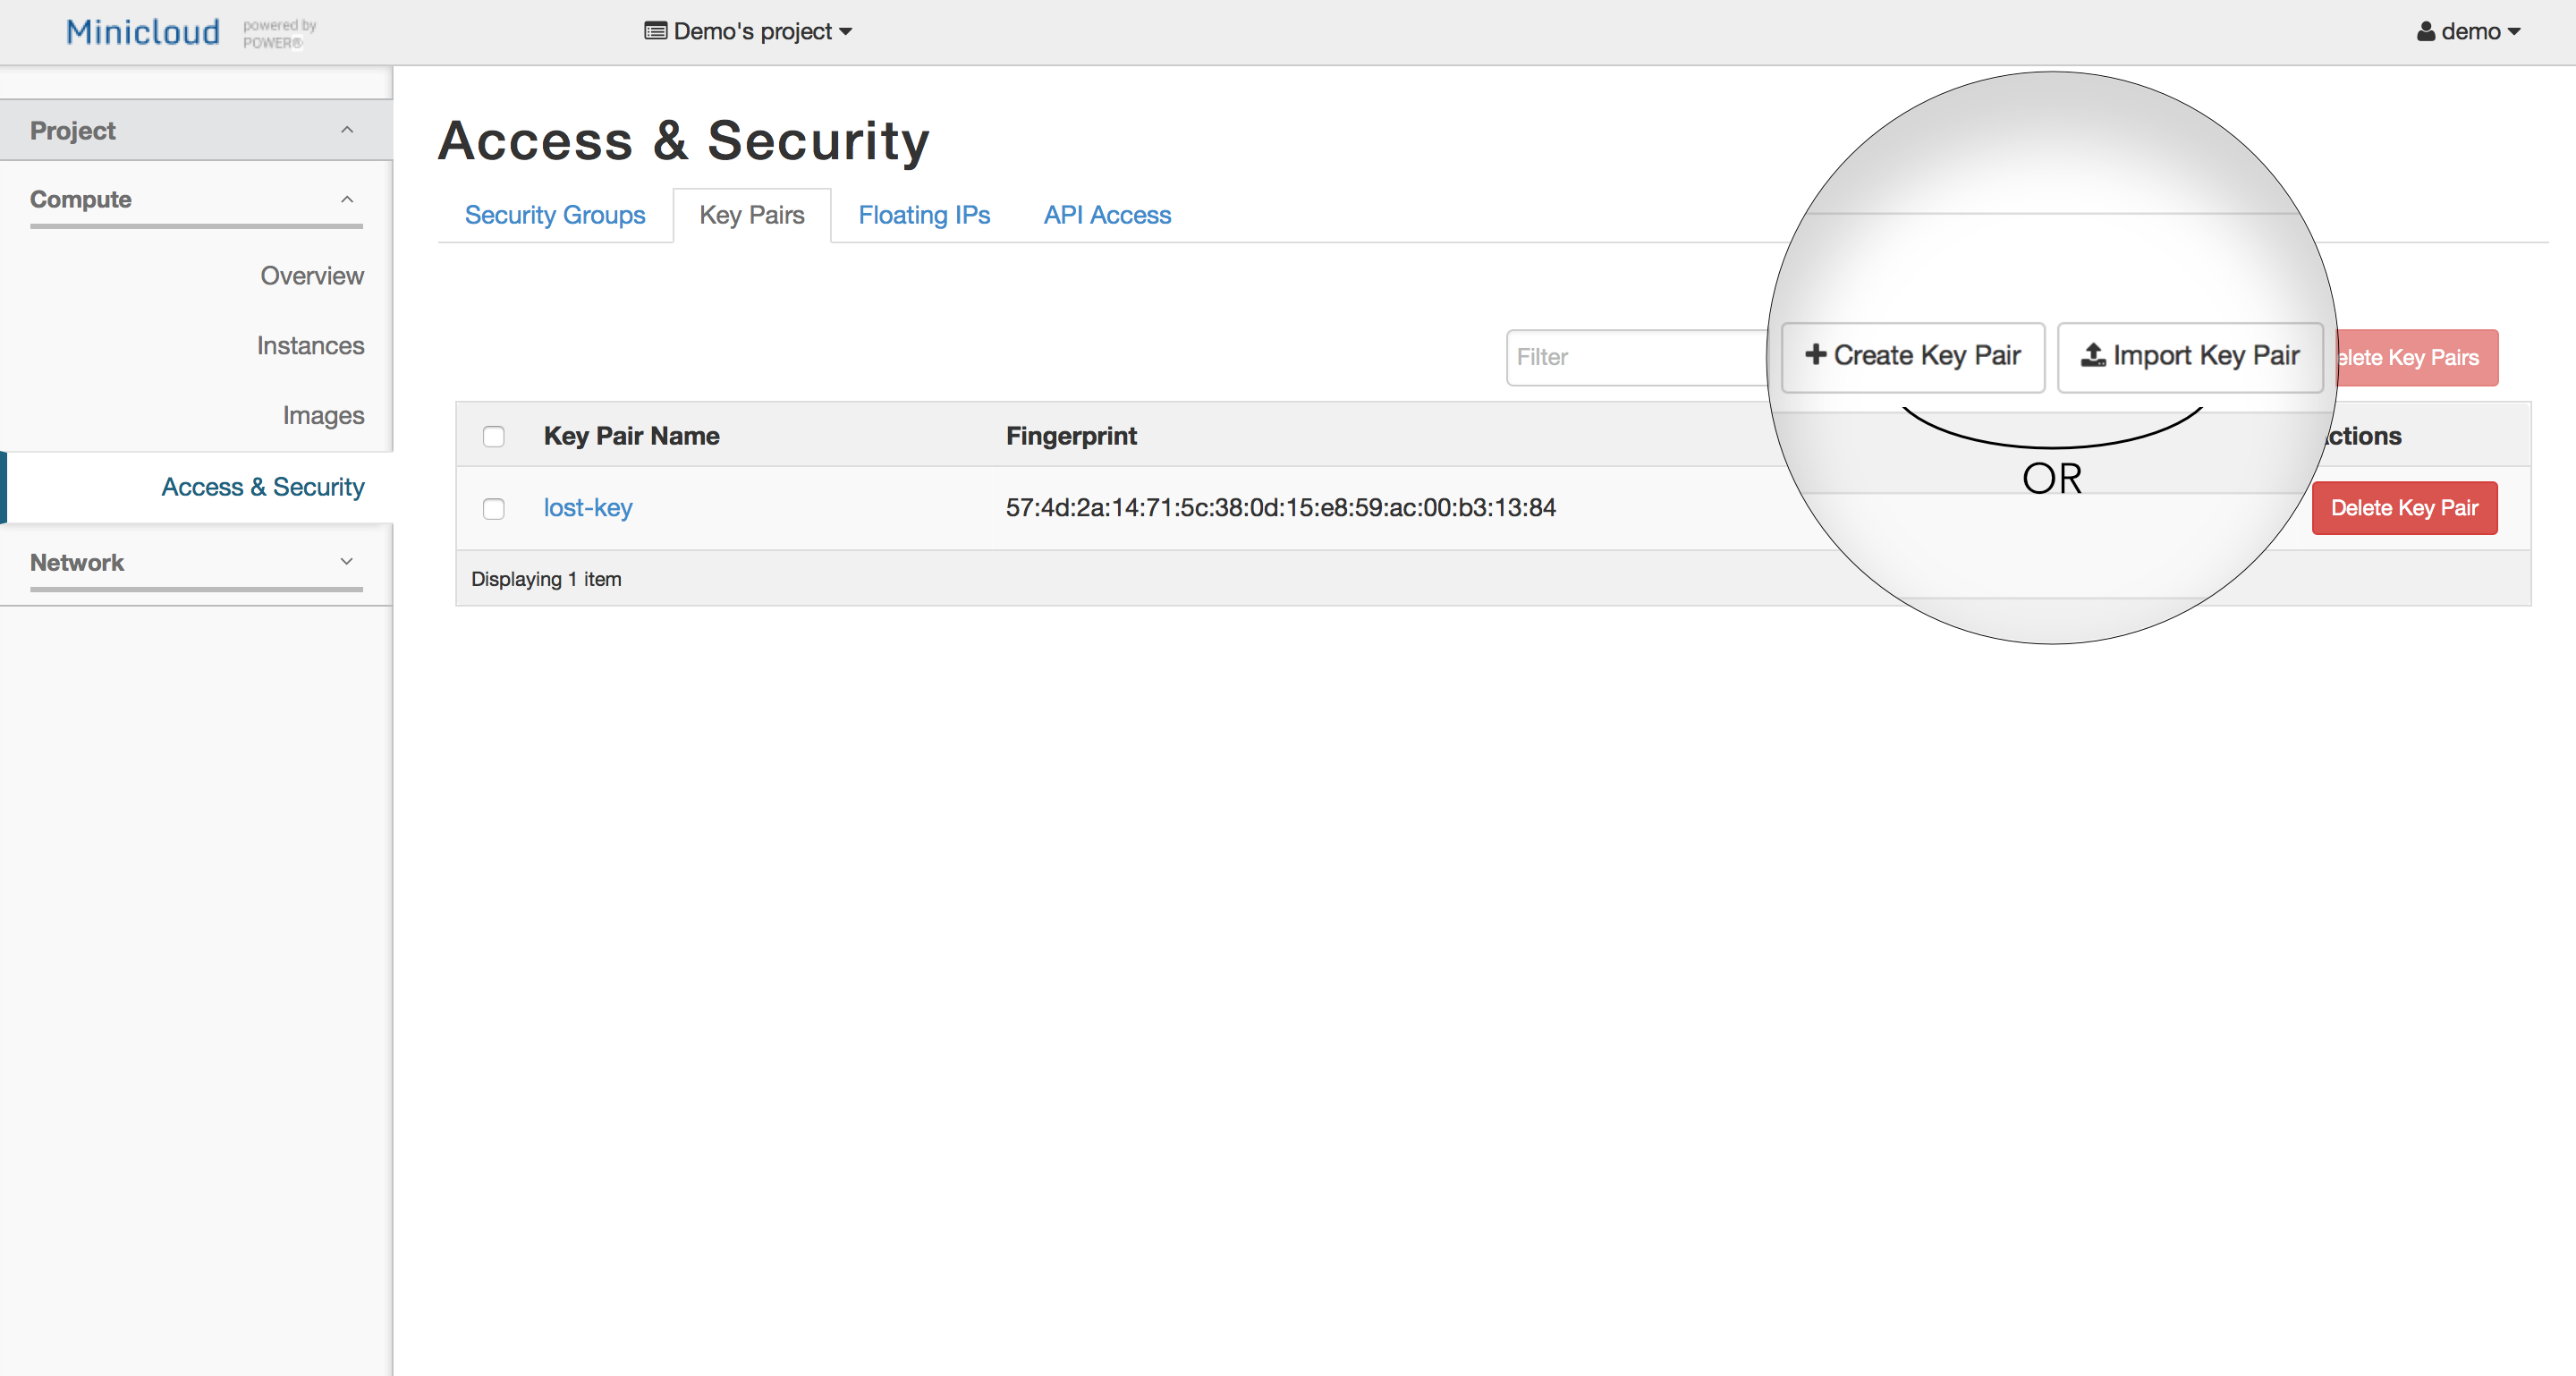 Minicloud powered by POWER®
Demo's project
demo
Project
Compute
Overview
Instances
Images
Access & Security
Network
Access & Security
Security Groups Key Pairs Floating IPs API Access
Filter
Create Key Pair Import Key Pair
elete Key Pairs
OR
Key Pair Name Fingerprint ctions
lost-key 57:4d:2a:14:71:5c:38:0d:15:e8:59:ac:00:b3:13:84 Delete Key Pair
Displaying 1 item